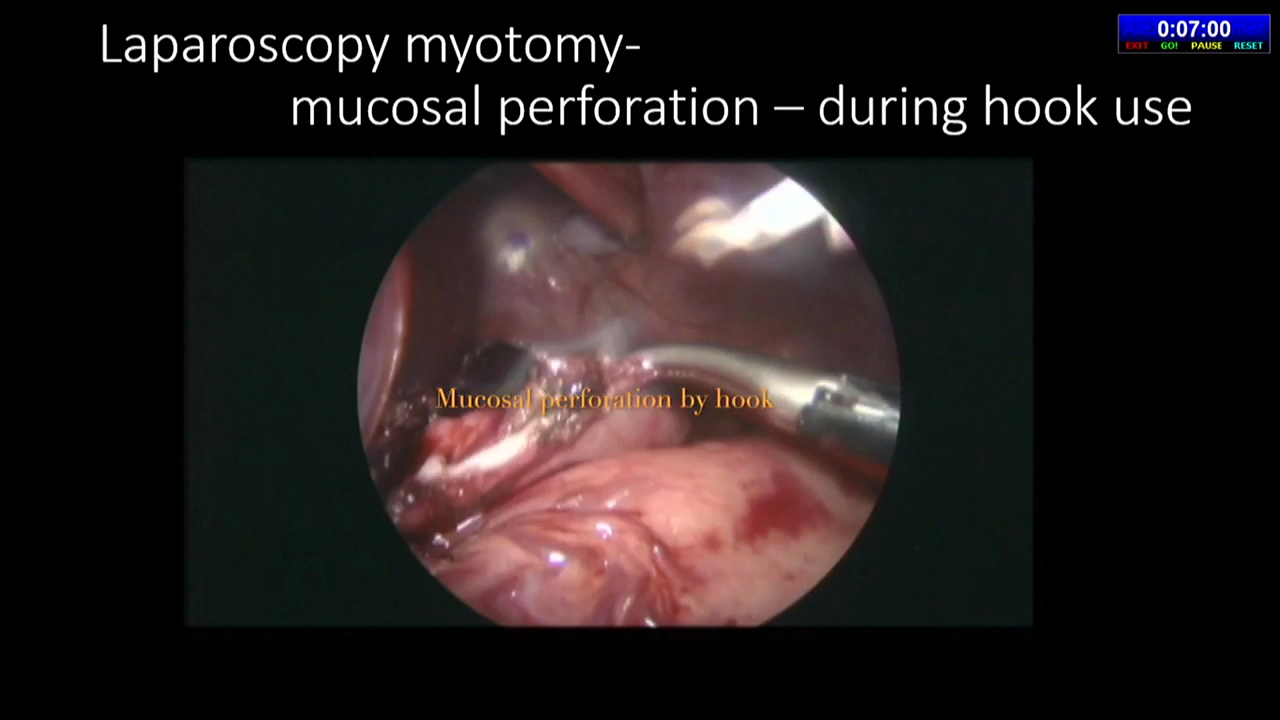 Laparoscopy myotomy-
mucosal perforation – during hook use
0:07:00
EXIT GO! PAUSE RESET
Mucosal perforation by hook